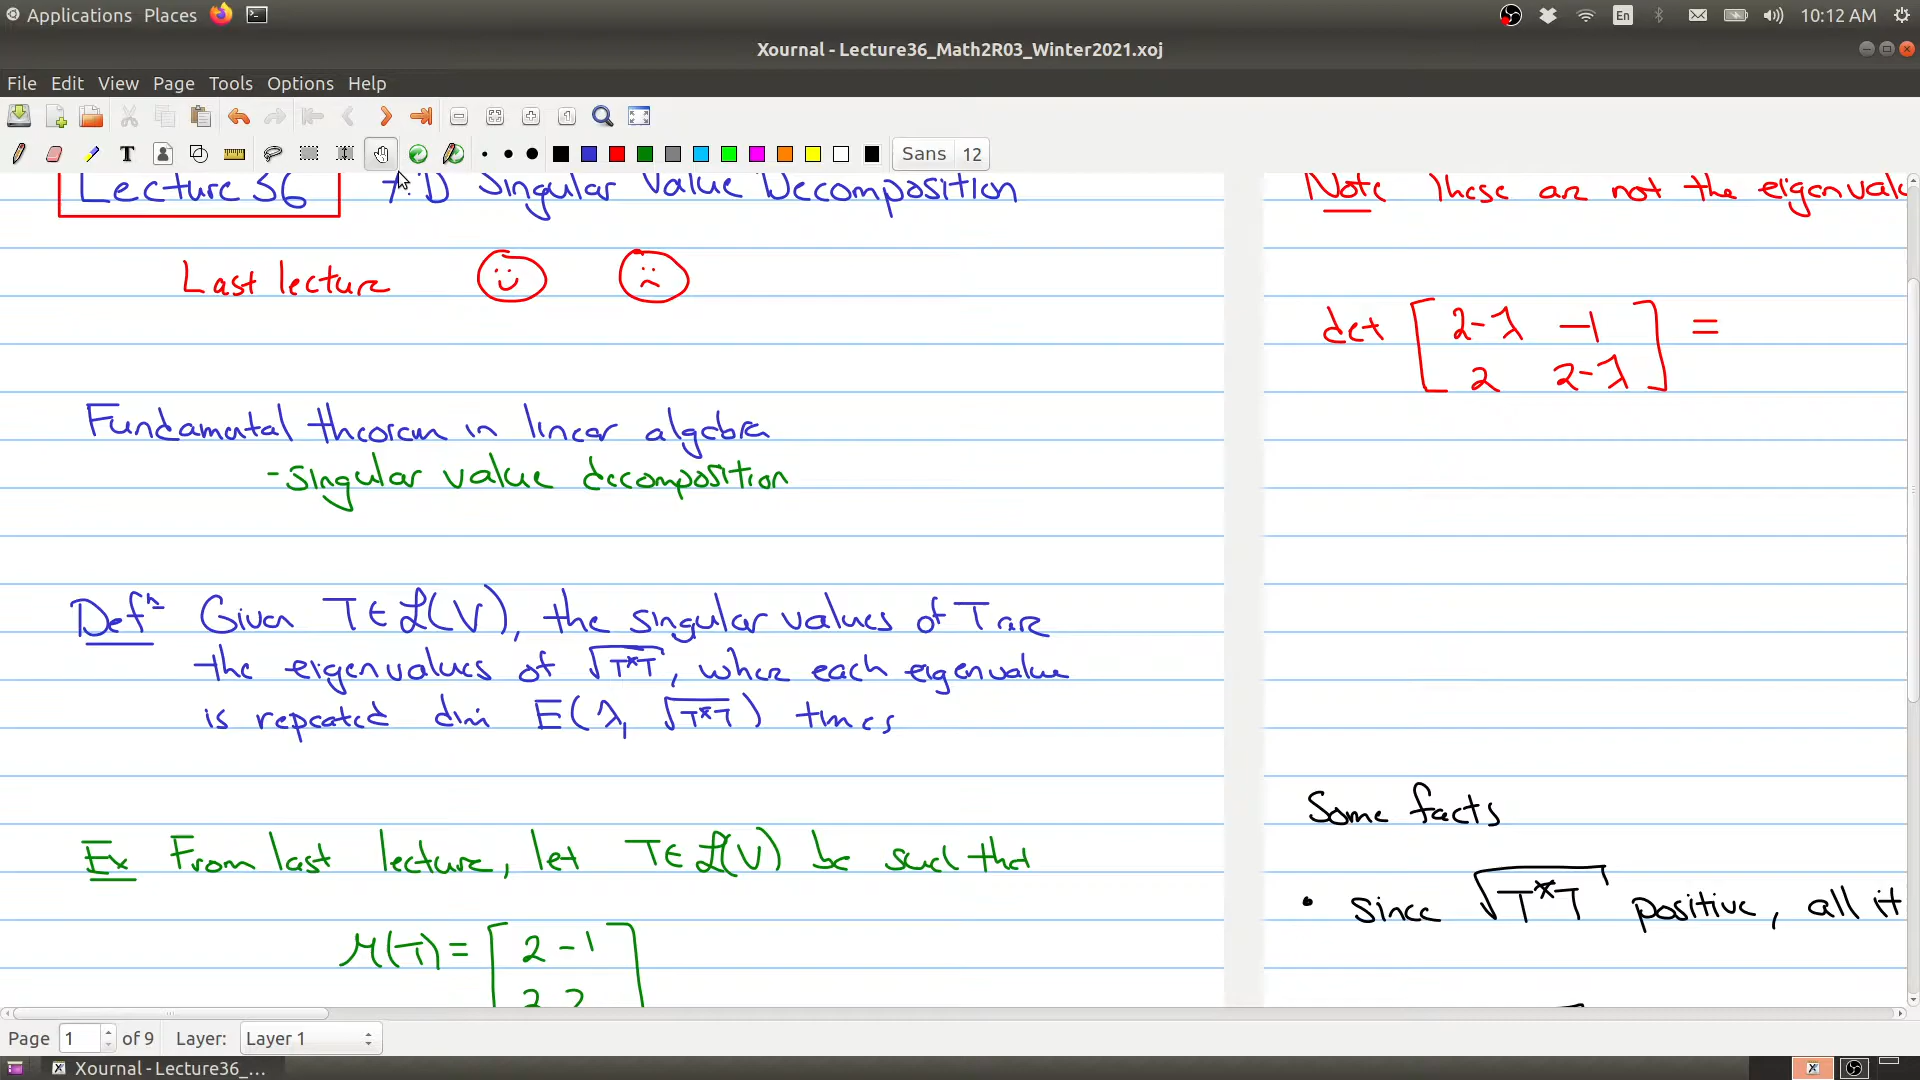 Applications Places En 10:12 AM
Xournal - Lecture36_Math2R03_Winter2021.xoj
File Edit View Page Tools Options Help
Sans 12
Lecture 36 7.D Singular Value Decomposition
Last lecture
Fundamental theorem in linear algebra
- singular value decomposition
Defⁿ Given T ∈ ℒ(V), the singular values of T are
the eigenvalues of √T*T, where each eigenvalue
is repeated dim E(λ, √T*T) times
Ex From last lecture, let T ∈ ℒ(V) be such that
M(T) = [ 2 -1
2 2
Note These are not the eigenvalu
det [ 2-λ -1 ] =
2 2-λ
Some facts
• since √T*T positive, all it
Page 1 of 9 Layer: Layer 1
Xournal - Lecture36_...